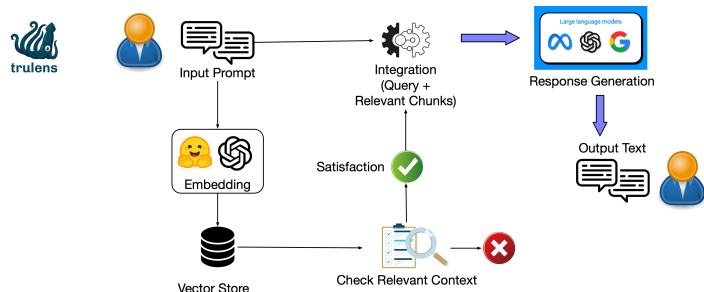 trulens
Input Prompt
Integration
(Query +
Relevant Chunks)
Large language models
Response Generation
Output Text
Embedding
Satisfaction
Vector Store
Check Relevant Context